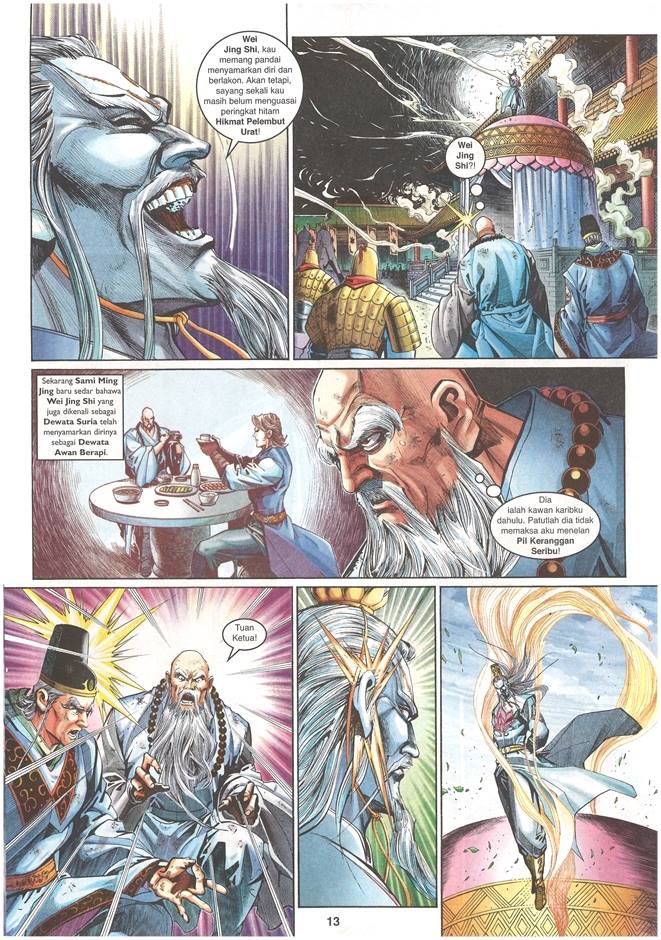 Wei
Jing Shi, kau
memang pandai
menyamarkan diri dan
berlakon. Akan tetapi,
sayang sekali kau
masih belum menguasai
peringkat hitam
Hikmat Pelembut
Urat!
Wei
Jing
Shi?!
Sekarang Sami Ming
Jing baru sedar bahawa
Wei Jing Shi yang
juga dikenali sebagai
Dewata Suria telah
menyamarkan dirinya
sebagai Dewata
Awan Berapi.
Dia
ialah kawan karibku
dahulu. Patutlah dia tidak
memaksa aku menelan
Pil Keranggan
Seribu!
Tuan
Ketua!
13